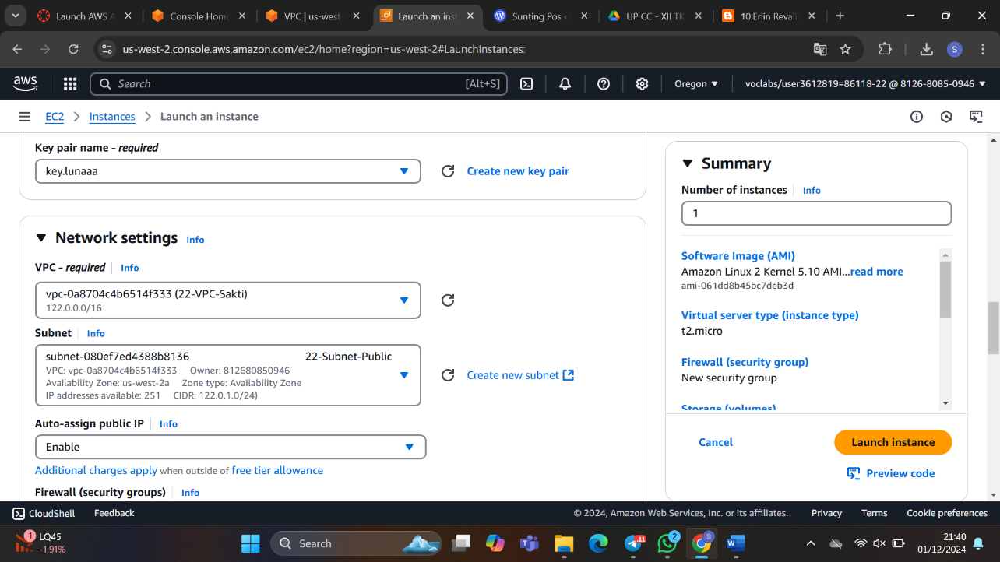 Launch AWS A
Console Home
VPC | us-west-
Launch an inst
Sunting Pos ‹
UP CC - XII TK
10.Erlin Revali
us-west-2.console.aws.amazon.com/ec2/home?region=us-west-2#LaunchInstances:
S
aws
Search
[Alt+S]
Oregon
voclabs/user3612819=86118-22 @ 8126-8085-0946
EC2
Instances
Launch an instance
Key pair name - required
key.lunaaa
Create new key pair
Network settings Info
VPC - required Info
vpc-0a8704c4b6514f333 (22-VPC-Sakti)
122.0.0.0/16
Subnet Info
subnet-080ef7ed4388b8136 22-Subnet-Public
VPC: vpc-0a8704c4b6514f333 Owner: 812680850946
Availability Zone: us-west-2a Zone type: Availability Zone
IP addresses available: 251 CIDR: 122.0.1.0/24)
Create new subnet
Auto-assign public IP Info
Enable
Additional charges apply when outside of free tier allowance
Firewall (security groups) Info
Summary
Number of instances Info
1
Software Image (AMI)
Amazon Linux 2 Kernel 5.10 AMI...read more
ami-061dd8b45bc7deb3d
Virtual server type (instance type)
t2.micro
Firewall (security group)
New security group
Storage (volumes)
Cancel
Launch instance
Preview code
CloudShell
Feedback
© 2024, Amazon Web Services, Inc. or its affiliates.
Privacy
Terms
Cookie preferences
1
LQ45
-1,91%
Search
11
2
S
21:40
01/12/2024